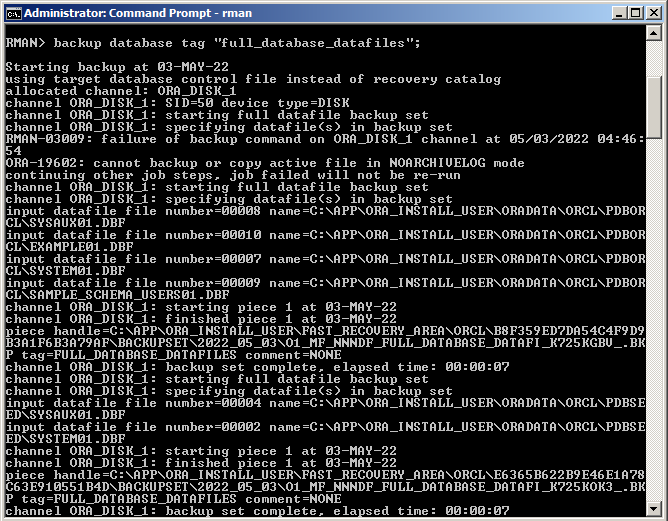 Administrator: Command Prompt - rman
RMAN> backup database tag "full_database_datafiles";
Starting backup at 03-MAY-22
using target database control file instead of recovery catalog
allocated channel: ORA_DISK_1
channel ORA_DISK_1: SID=50 device type=DISK
channel ORA_DISK_1: starting full datafile backup set
channel ORA_DISK_1: specifying datafile(s) in backup set
RMAN-03009: failure of backup command on ORA_DISK_1 channel at 05/03/2022 04:46:
54
ORA-19602: cannot backup or copy active file in NOARCHIVELOG mode
continuing other job steps, job failed will not be re-run
channel ORA_DISK_1: starting full datafile backup set
channel ORA_DISK_1: specifying datafile(s) in backup set
input datafile file number=00008 name=C:\APP\ORA_INSTALL_USER\ORADATA\ORCL\PDBOR
CL\SYSAUX01.DBF
input datafile file number=00010 name=C:\APP\ORA_INSTALL_USER\ORADATA\ORCL\PDBOR
CL\EXAMPLE01.DBF
input datafile file number=00007 name=C:\APP\ORA_INSTALL_USER\ORADATA\ORCL\PDBOR
CL\SYSTEM01.DBF
input datafile file number=00009 name=C:\APP\ORA_INSTALL_USER\ORADATA\ORCL\PDBOR
CL\SAMPLE_SCHEMA_USERS01.DBF
channel ORA_DISK_1: starting piece 1 at 03-MAY-22
channel ORA_DISK_1: finished piece 1 at 03-MAY-22
piece handle=C:\APP\ORA_INSTALL_USER\FAST_RECOVERY_AREA\ORCL\B8F359ED7DA54C4F9D9
B3A1F6B3A79AF\BACKUPSET\2022_05_03\O1_MF_NNNDF_FULL_DATABASE_DATAFI_K725KGBV_.BK
P tag=FULL_DATABASE_DATAFILES comment=NONE
channel ORA_DISK_1: backup set complete, elapsed time: 00:00:07
channel ORA_DISK_1: starting full datafile backup set
channel ORA_DISK_1: specifying datafile(s) in backup set
input datafile file number=00004 name=C:\APP\ORA_INSTALL_USER\ORADATA\ORCL\PDBSE
ED\SYSAUX01.DBF
input datafile file number=00002 name=C:\APP\ORA_INSTALL_USER\ORADATA\ORCL\PDBSE
ED\SYSTEM01.DBF
channel ORA_DISK_1: starting piece 1 at 03-MAY-22
channel ORA_DISK_1: finished piece 1 at 03-MAY-22
piece handle=C:\APP\ORA_INSTALL_USER\FAST_RECOVERY_AREA\ORCL\E6365B622B9E46E1A78
C63E910551B4D\BACKUPSET\2022_05_03\O1_MF_NNNDF_FULL_DATABASE_DATAFI_K725KOK3_.BK
P tag=FULL_DATABASE_DATAFILES comment=NONE
channel ORA_DISK_1: backup set complete, elapsed time: 00:00:07